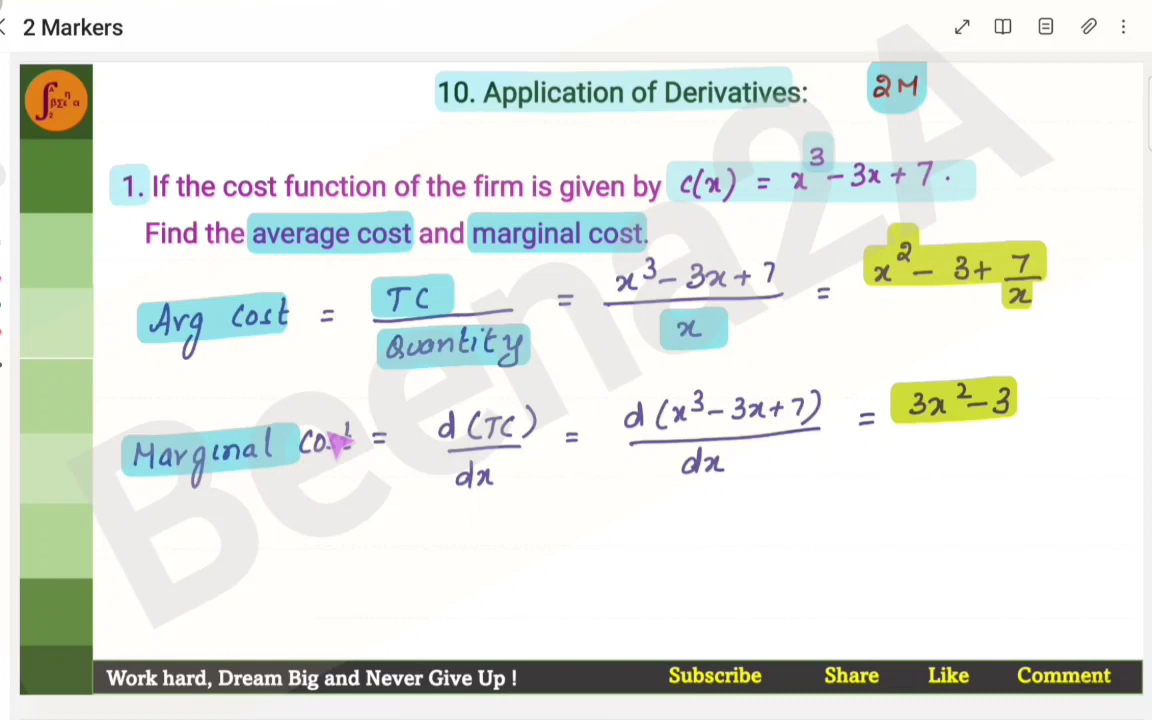 2 Markers
10. Application of Derivatives: 2M
1. If the cost function of the firm is given by c(x) = x³ - 3x + 7.
Find the average cost and marginal cost.
Arg Cost = TC / Quantity = x³ - 3x + 7 / x = x² - 3 + 7/x
Marginal Cost = d(TC) / dx = d(x³ - 3x + 7) / dx = 3x² - 3
Beena2A
Work hard, Dream Big and Never Give Up !
Subscribe Share Like Comment